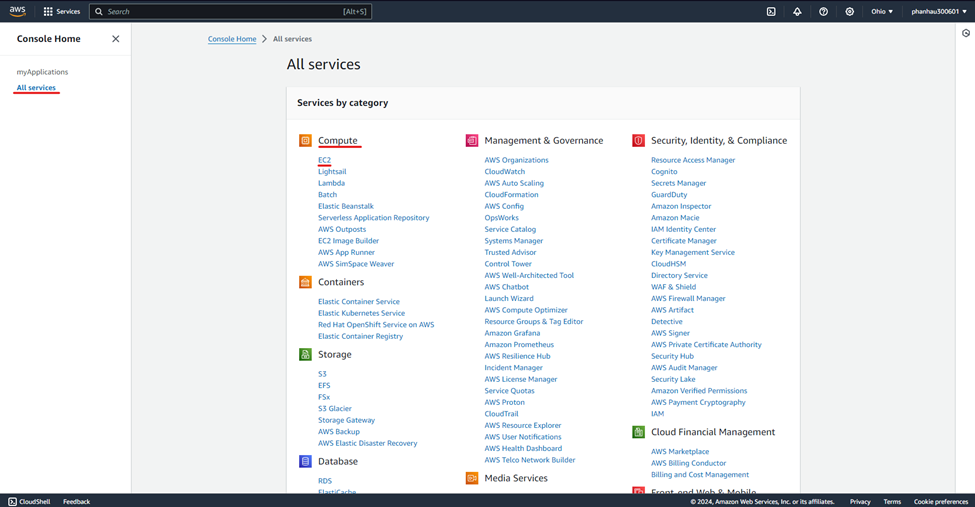 aws
Services
Search
[Alt+S]
Ohio ▼
phanhau300601 ▼
Console Home
myApplications
All services
Console Home > All services
All services
Services by category
Compute
EC2
Lightsail
Lambda
Batch
Elastic Beanstalk
Serverless Application Repository
AWS Outposts
EC2 Image Builder
AWS App Runner
AWS SimSpace Weaver
Containers
Elastic Container Service
Elastic Kubernetes Service
Red Hat OpenShift Service on AWS
Elastic Container Registry
Storage
S3
EFS
FSx
S3 Glacier
Storage Gateway
AWS Backup
AWS Elastic Disaster Recovery
Database
RDS
ElastiCache
Management & Governance
AWS Organizations
CloudWatch
AWS Auto Scaling
CloudFormation
AWS Config
OpsWorks
Service Catalog
Systems Manager
Trusted Advisor
Control Tower
AWS Well-Architected Tool
AWS Chatbot
Launch Wizard
AWS Compute Optimizer
Resource Groups & Tag Editor
Amazon Grafana
Amazon Prometheus
AWS Resilience Hub
Incident Manager
AWS License Manager
Service Quotas
AWS Proton
CloudTrail
AWS Resource Explorer
AWS User Notifications
AWS Health Dashboard
AWS Telco Network Builder
Media Services
Security, Identity, & Compliance
Resource Access Manager
Cognito
Secrets Manager
GuardDuty
Amazon Inspector
Amazon Macie
IAM Identity Center
Certificate Manager
Key Management Service
CloudHSM
Directory Service
WAF & Shield
AWS Firewall Manager
AWS Artifact
Detective
AWS Signer
AWS Private Certificate Authority
Security Hub
AWS Audit Manager
Security Lake
Amazon Verified Permissions
AWS Payment Cryptography
IAM
Cloud Financial Management
AWS Marketplace
AWS Billing Conductor
Billing and Cost Management
Front-end Web & Mobile
CloudShell
Feedback
© 2024, Amazon Web Services, Inc. or its affiliates.
Privacy
Terms
Cookie preferences